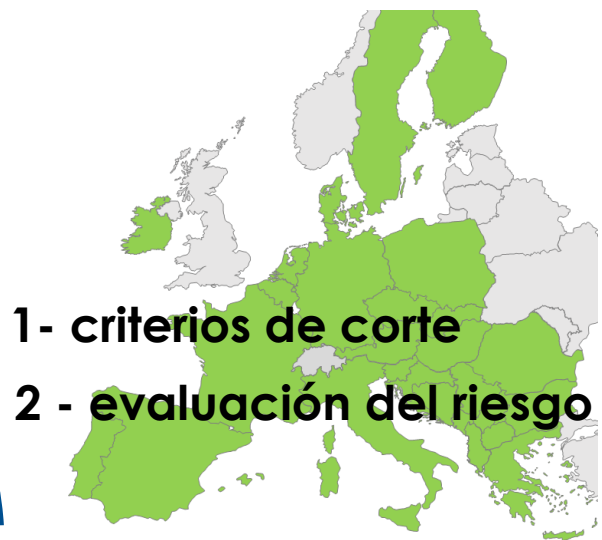 1- criterios de corte
2 - evaluación del riesgo